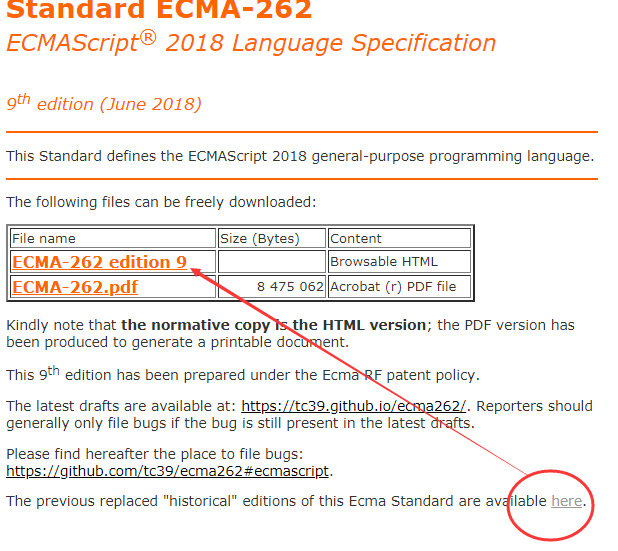 Standard ECMA-262
ECMAScript® 2018 Language Specification
9th edition (June 2018)
This Standard defines the ECMAScript 2018 general-purpose programming language.
The following files can be freely downloaded:
File name Size (Bytes) Content
ECMA-262 edition 9 Browsable HTML
ECMA-262.pdf 8 475 062 Acrobat (r) PDF file
Kindly note that the normative copy is the HTML version; the PDF version has
been produced to generate a printable document.
This 9th edition has been prepared under the Ecma RF patent policy.
The latest drafts are available at: https://tc39.github.io/ecma262/. Reporters should
generally only file bugs if the bug is still present in the latest drafts.
Please find hereafter the place to file bugs:
https://github.com/tc39/ecma262#ecmascript.
The previous replaced "historical" editions of this Ecma Standard are available here.